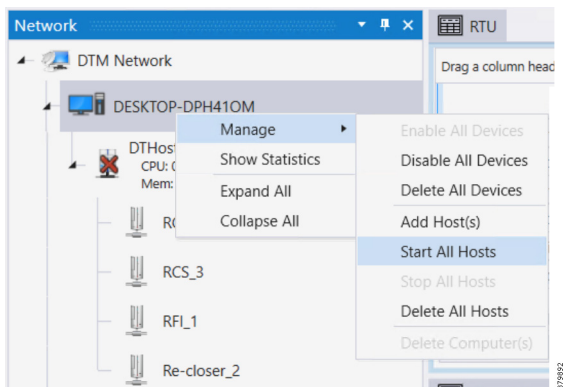 Network
RTU
DTM Network
Drag a column head
DESKTOP-DPH41OM
Manage
Show Statistics
Expand All
Collapse All
Enable All Devices
Disable All Devices
Delete All Devices
Add Host(s)
Start All Hosts
Stop All Hosts
Delete All Hosts
Delete Computer(s)
DTHos
CPU:
Mem:
RCS_3
RFI_1
Re-closer_2